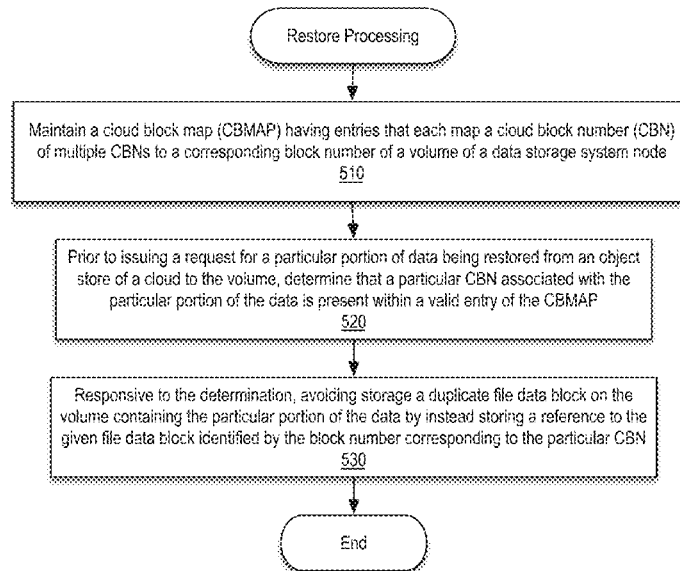 Restore Processing
Maintain a cloud block map (CBMAP) having entries that each map a cloud block number (CBN)
of multiple CBNs to a corresponding block number of a volume of a data storage system node
510
Prior to issuing a request for a particular portion of data being restored from an object
store of a cloud to the volume, determine that a particular CBN associated with the
particular portion of the data is present within a valid entry of the CBMAP
520
Responsive to the determination, avoiding storage a duplicate file data block on the
volume containing the particular portion of the data by instead storing a reference to the
given file data block identified by the block number corresponding to the particular CBN
530
End